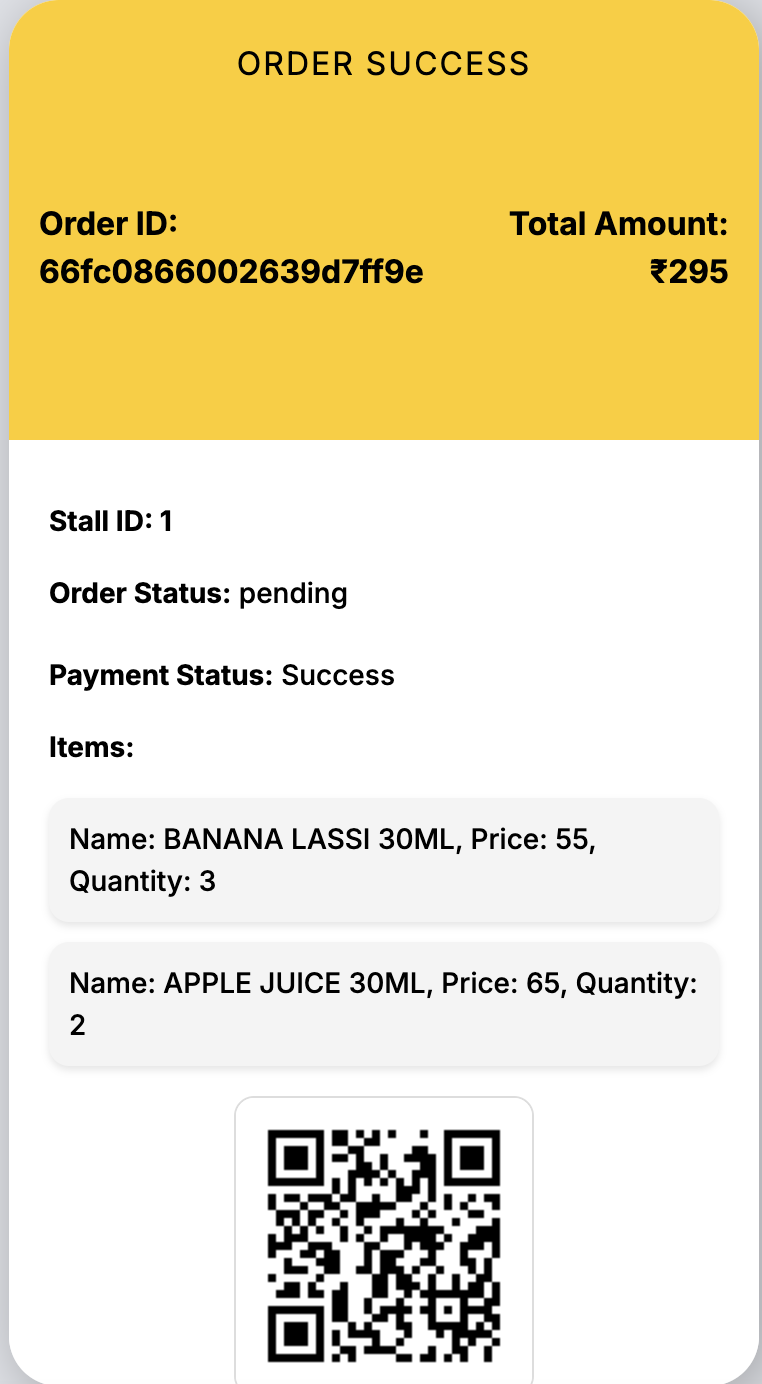 ORDER SUCCESS
Order ID:
66fc0866002639d7ff9e
Total Amount:
₹295
Stall ID: 1
Order Status: pending
Payment Status: Success
Items:
Name: BANANA LASSI 30ML, Price: 55,
Quantity: 3
Name: APPLE JUICE 30ML, Price: 65, Quantity:
2